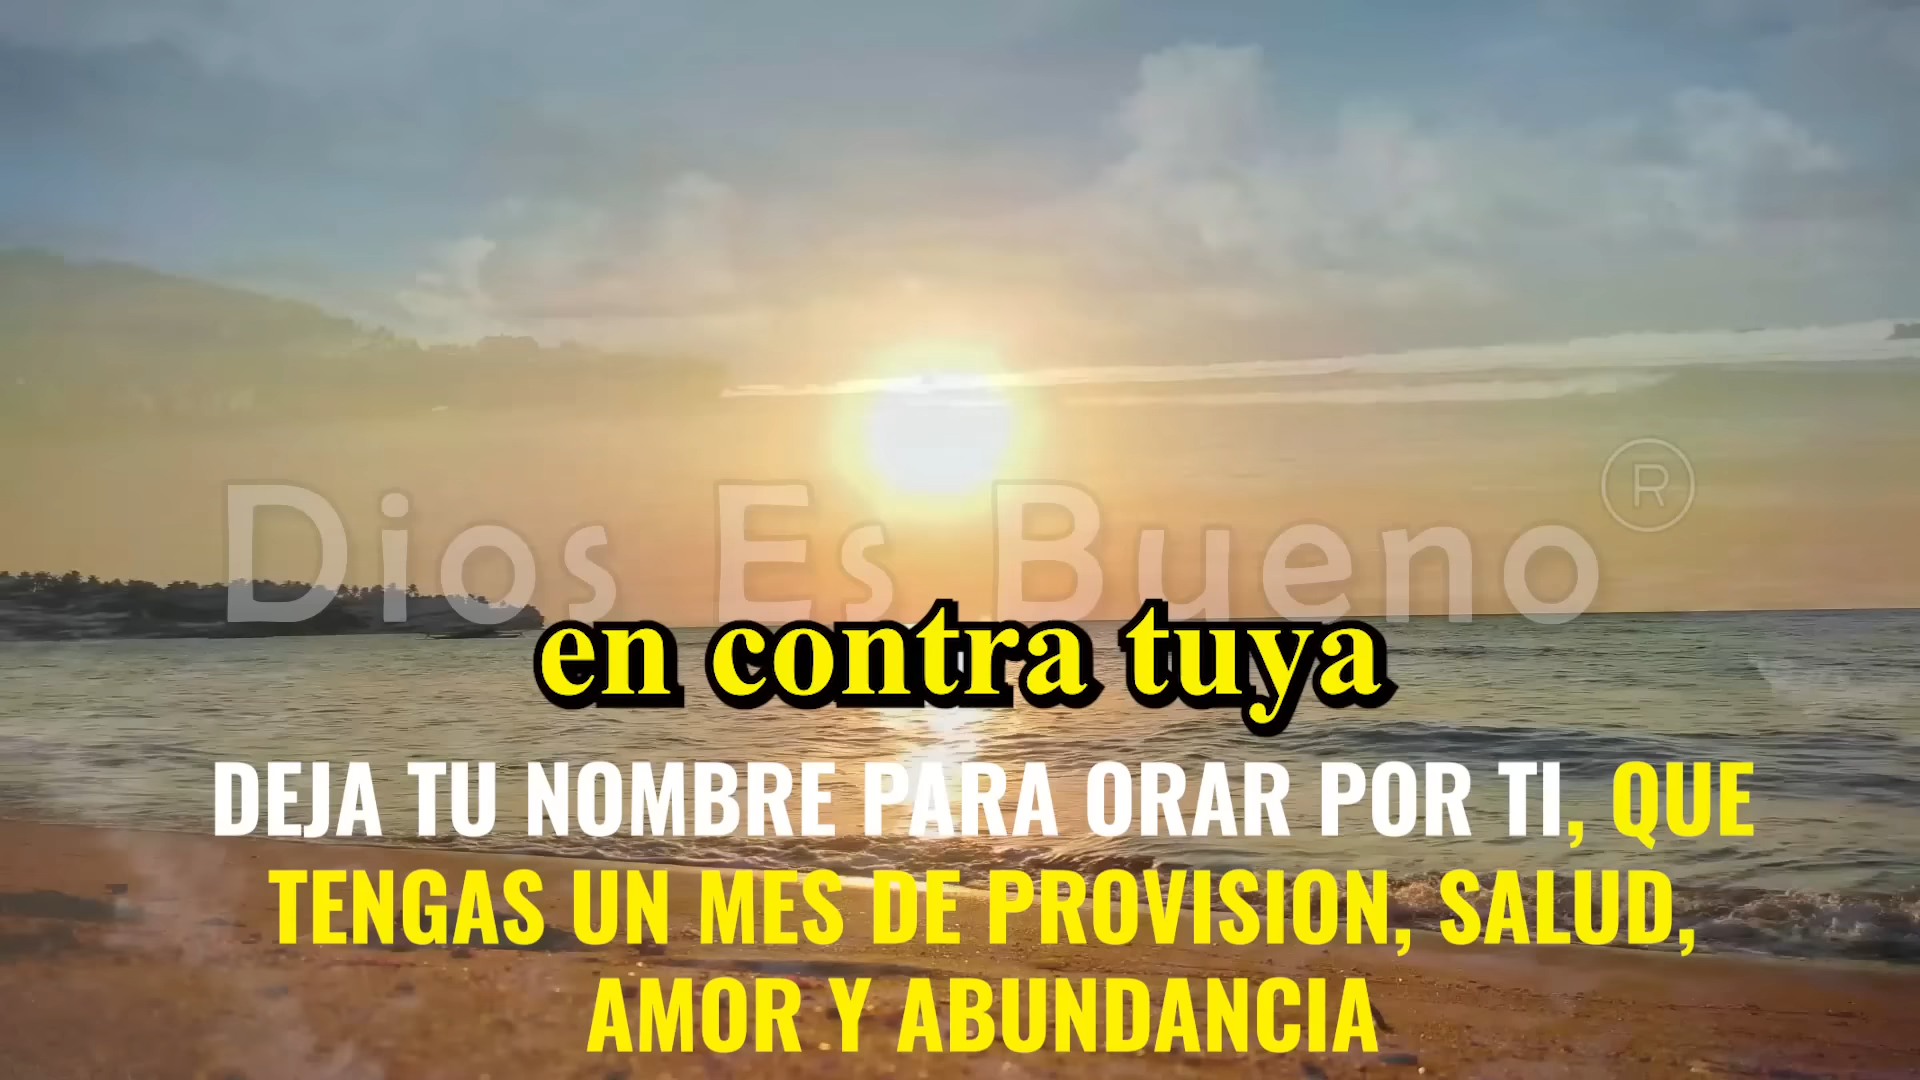 Dios Es Bueno ®
en contra tuya
DEJA TU NOMBRE PARA ORAR POR TI, QUE
TENGAS UN MES DE PROVISION, SALUD,
AMOR Y ABUNDANCIA